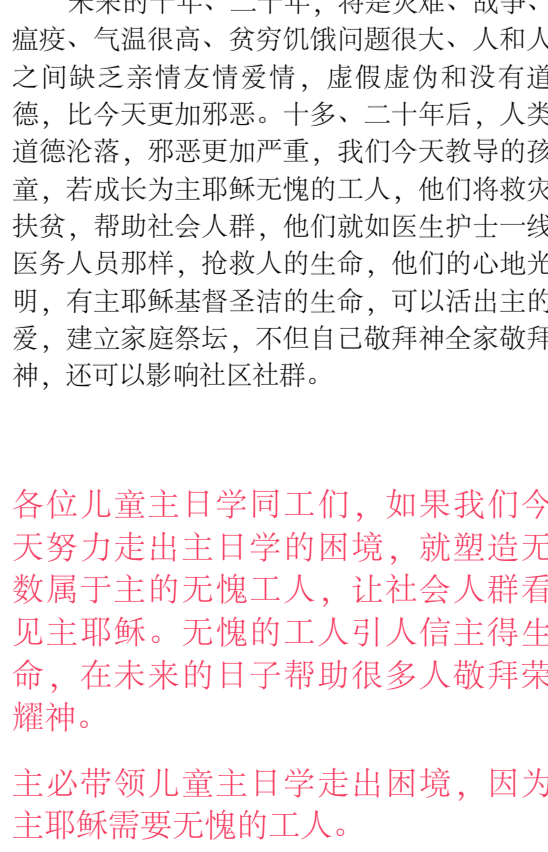 未来的十年、二十年，将是灾难、战争、
瘟疫、气温很高、贫穷饥饿问题很大、人和人
之间缺乏亲情友情爱情，虚假虚伪和没有道
德，比今天更加邪恶。十多、二十年后，人类
道德沦落，邪恶更加严重，我们今天教导的孩
童，若成长为主耶稣无愧的工人，他们将救灾
扶贫，帮助社会人群，他们就如医生护士一线
医务人员那样，抢救人的生命，他们的心地光
明，有主耶稣基督圣洁的生命，可以活出主的
爱，建立家庭祭坛，不但自己敬拜神全家敬拜
神，还可以影响社区社群。
各位儿童主日学同工们，如果我们今
天努力走出主日学的困境，就塑造无
数属于主的无愧工人，让社会人群看
见主耶稣。无愧的工人引人信主得生
命，在未来的日子帮助很多人敬拜荣
耀神。
主必带领儿童主日学走出困境，因为
主耶稣需要无愧的工人。